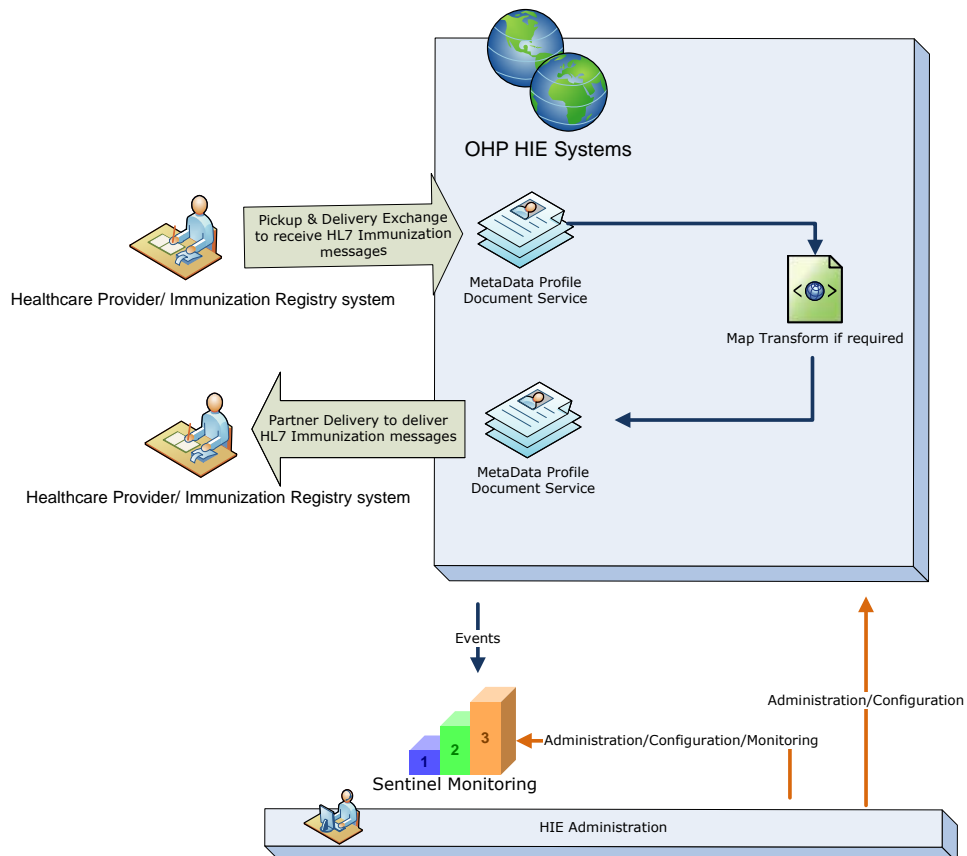 OHP HIE Systems
Pickup & Delivery Exchange
to receive HL7 Immunization
messages
Healthcare Provider/ Immunization Registry system
MetaData Profile
Document Service
< >
Map Transform if required
Partner Delivery to deliver
HL7 Immunization messages
Healthcare Provider/ Immunization Registry system
MetaData Profile
Document Service
Events
Administration/Configuration
1
2
3
Administration/Configuration/Monitoring
Sentinel Monitoring
HIE Administration